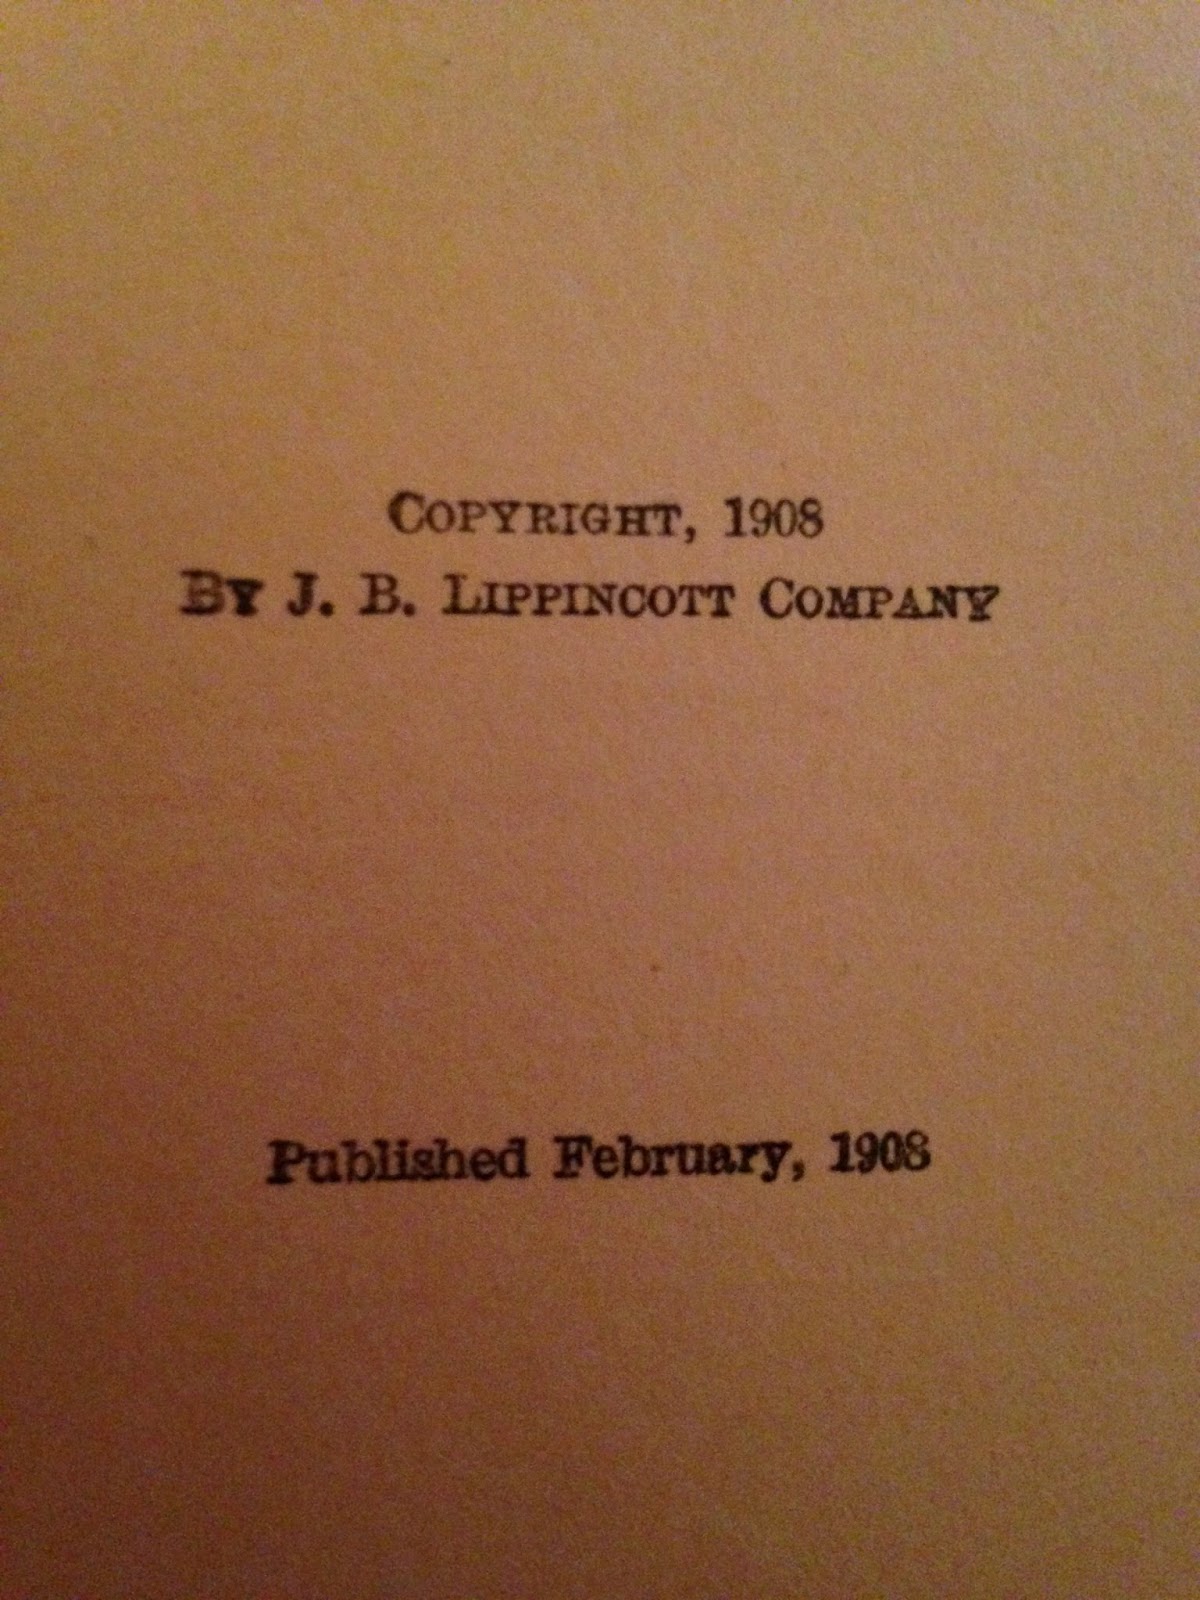 COPYRIGHT, 1908
BY J. B. LIPPINCOTT COMPANY
Published February, 1908